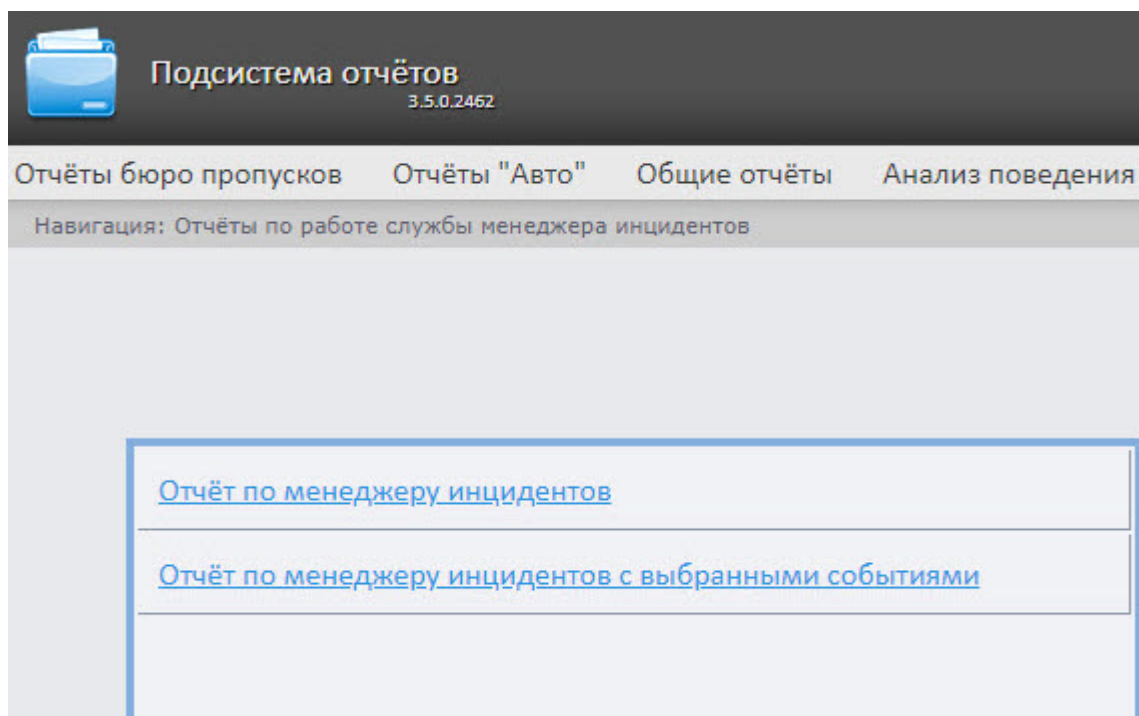 Подсистема отчётов
3.5.0.2462
Отчёты бюро пропусков Отчёты "Авто" Общие отчёты Анализ поведения
Навигация: Отчёты по работе службы менеджера инцидентов
Отчёт по менеджеру инцидентов
Отчёт по менеджеру инцидентов с выбранными событиями